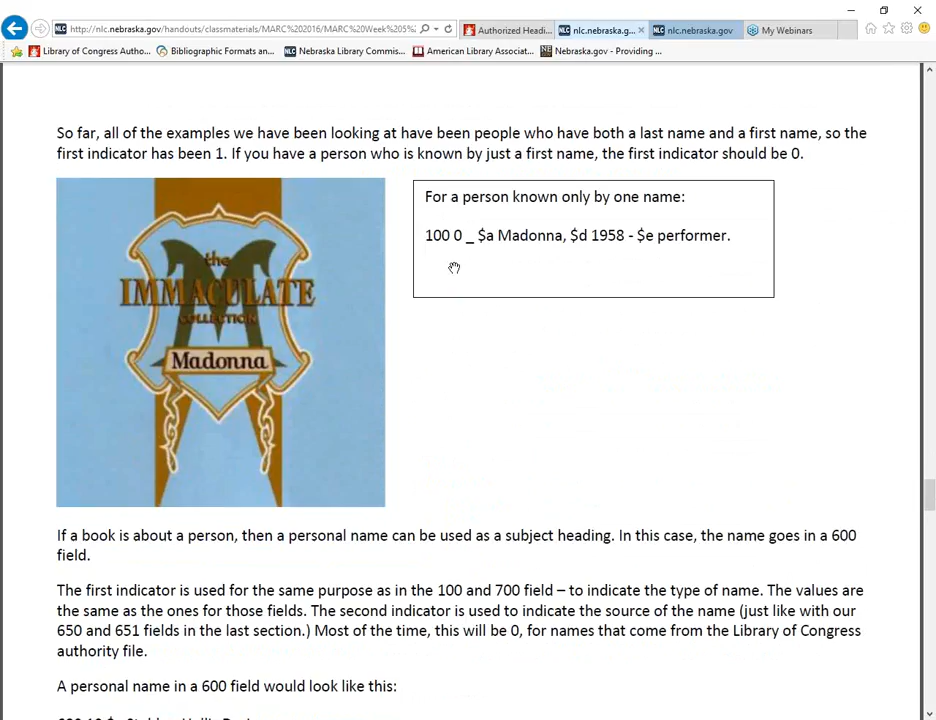 http://nlc.nebraska.gov/handouts/classmaterials/MARC%202016/MARC%20Week%205%
Authorized Headi...
nlc.nebraska.g...
nlc.nebraska.gov
My Webinars
Library of Congress Autho...
Bibliographic Formats an...
NLC Nebraska Library Commis...
American Library Associat...
NE Nebraska.gov - Providing ...
So far, all of the examples we have been looking at have been people who have both a last name and a first name, so the
first indicator has been 1. If you have a person who is known by just a first name, the first indicator should be 0.
For a person known only by one name:
100 0 _ $a Madonna, $d 1958 - $e performer.
the
IMMACULATE
COLLECTION
Madonna
If a book is about a person, then a personal name can be used as a subject heading. In this case, the name goes in a 600
field.
The first indicator is used for the same purpose as in the 100 and 700 field – to indicate the type of name. The values are
the same as the ones for those fields. The second indicator is used to indicate the source of the name (just like with our
650 and 651 fields in the last section.) Most of the time, this will be 0, for names that come from the Library of Congress
authority file.
A personal name in a 600 field would look like this: